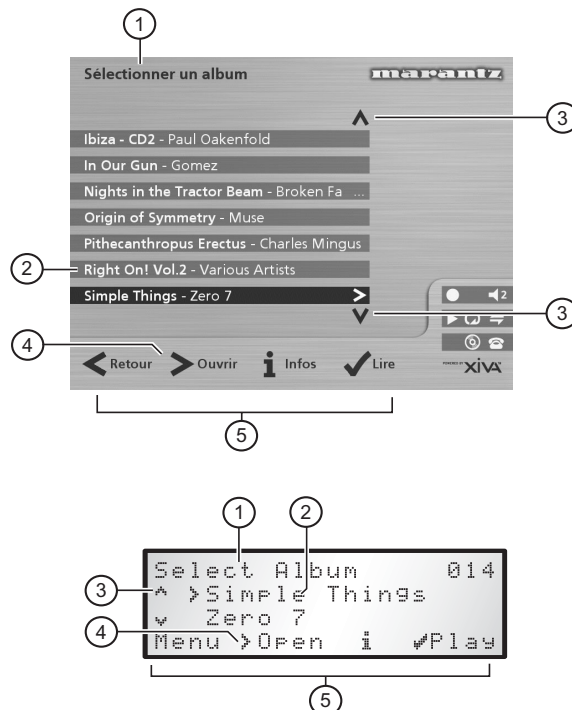 1
Sélectionner un album marantz
3
Ibiza - CD2 - Paul Oakenfold
In Our Gun - Gomez
Nights in the Tractor Beam - Broken Fa ...
Origin of Symmetry - Muse
Pithecanthropus Erectus - Charles Mingus
2 Right On! Vol.2 - Various Artists
Simple Things - Zero 7
2
3
4
Retour Ouvrir i Infos Lire
POWERED BY XiVA
5
1 2
Select Album 014
3 Simple Things
4 Zero 7
Menu Open i Play
5